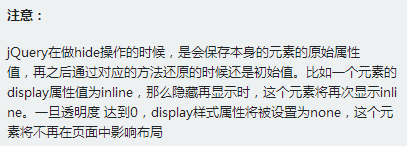 注意：
jQuery在做hide操作的时候，是会保存本身的元素的原始属性
值，再之后通过对应的方法还原的时候还是初始值。比如一个元素的
display属性值为inline，那么隐藏再显示时，这个元素将再次显示inli
ne。一旦透明度 达到0，display样式属性将被设置为none，这个元
素将不再在页面中影响布局